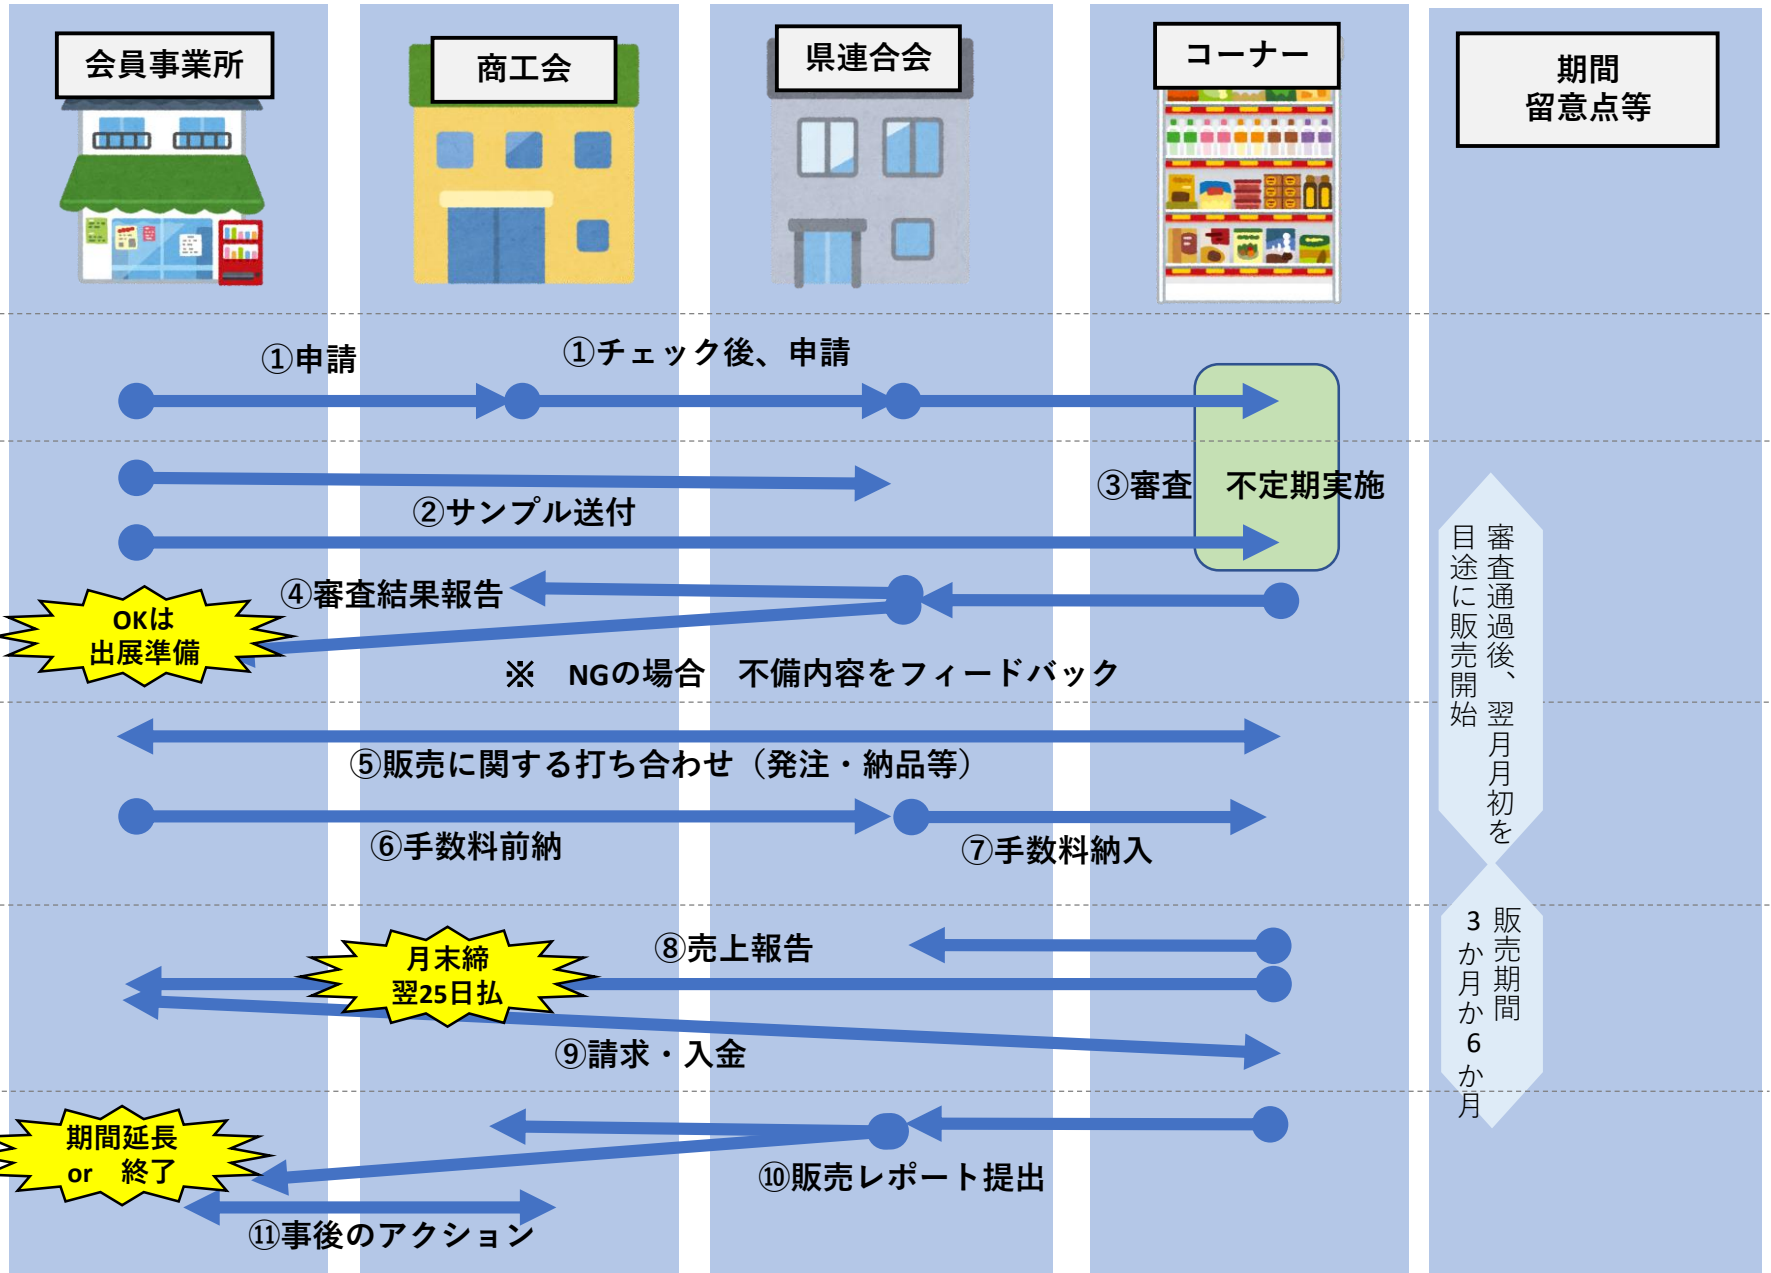 会員事業所
商工会
県連合会
コーナー
期間
留意点等
①申請
①チェック後、申請
②サンプル送付
③審査　不定期実施
④審査結果報告
OKは
出展準備
※　NGの場合　不備内容をフィードバック
⑤販売に関する打ち合わせ（発注・納品等）
⑥手数料前納
⑦手数料納入
審査通過後、翌月月初を
目途に販売開始
⑧売上報告
月末締
翌25日払
⑨請求・入金
販売期間
3か月か6か月
期間延長
or　終了
⑩販売レポート提出
⑪事後のアクション